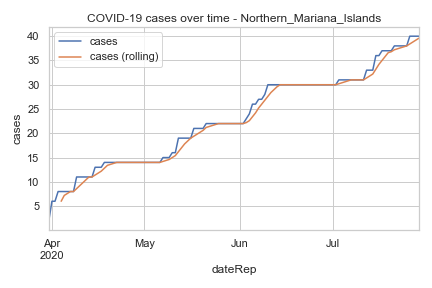 COVID-19 cases over time - Northern_Mariana_Islands
cases
cases (rolling)
40
35
30
25
20
15
10
5
cases
Apr
2020
May
Jun
Jul
dateRep